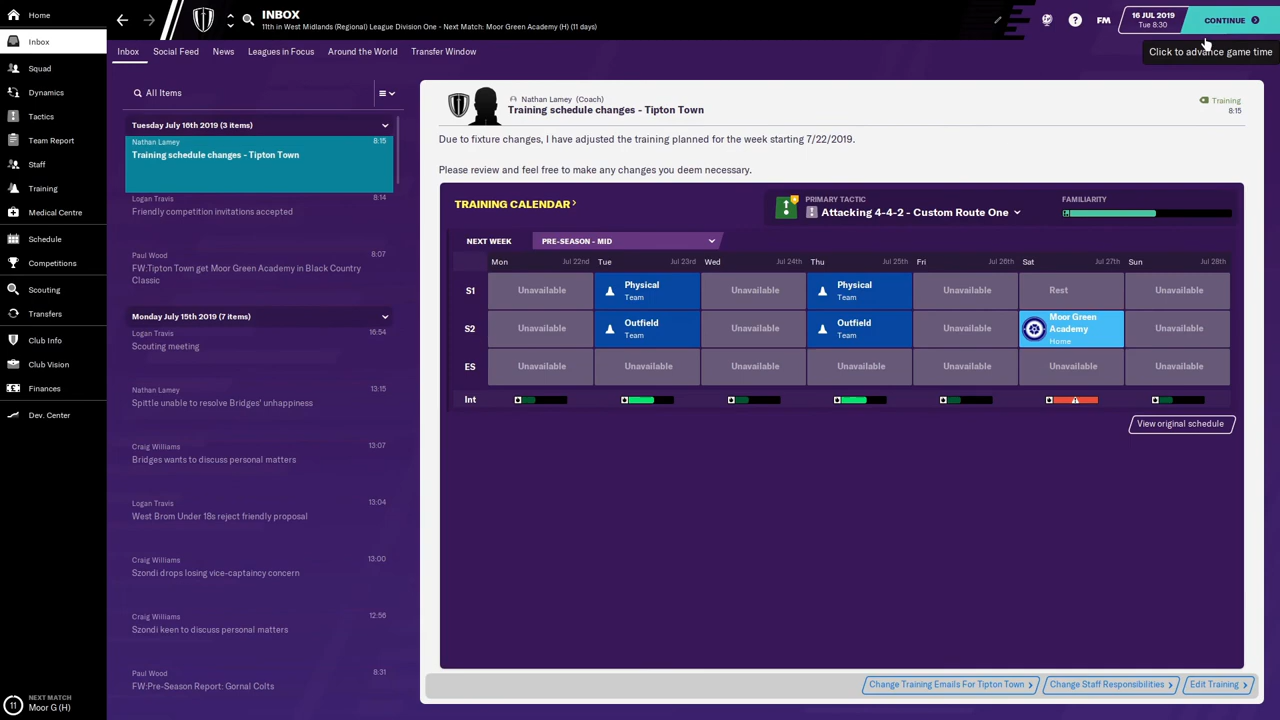 Home
INBOX
11th in West Midlands (Regional) League Division One - Next Match: Moor Green Academy (H) (11 days)
FM
16 JUL 2019
Tue 8:30
CONTINUE
Click to advance game time
Inbox
Squad
Dynamics
Tactics
Team Report
Staff
Training
Medical Centre
Schedule
Competitions
Scouting
Transfers
Club Info
Club Vision
Finances
Dev. Center
11
NEXT MATCH
Moor G (H)
Inbox Social Feed News Leagues in Focus Around the World Transfer Window
All Items
Tuesday July 16th 2019 (3 items)
Nathan Lamey 8:15
Training schedule changes - Tipton Town
Logan Travis 8:14
Friendly competition invitations accepted
Paul Wood 8:07
FW:Tipton Town get Moor Green Academy in Black Country
Classic
Monday July 15th 2019 (7 items)
Logan Travis 16:54
Scouting meeting
Nathan Lamey 13:15
Spittle unable to resolve Bridges' unhappiness
Craig Williams 13:07
Bridges wants to discuss personal matters
Logan Travis 13:04
West Brom Under 18s reject friendly proposal
Craig Williams 13:00
Szondi drops losing vice-captaincy concern
Craig Williams 12:56
Szondi keen to discuss personal matters
Paul Wood 8:31
FW:Pre-Season Report: Gornal Colts
Nathan Lamey (Coach)
Training schedule changes - Tipton Town
Training
8:15
Due to fixture changes, I have adjusted the training planned for the week starting 7/22/2019.
Please review and feel free to make any changes you deem necessary.
TRAINING CALENDAR
PRIMARY TACTIC
Attacking 4-4-2 - Custom Route One
FAMILIARITY
NEXT WEEK PRE-SEASON - MID
Mon Jul 22nd Tue Jul 23rd Wed Jul 24th Thu Jul 25th Fri Jul 26th Sat Jul 27th Sun Jul 28th
S1 Unavailable Physical Team Unavailable Physical Team Unavailable Rest Unavailable
S2 Unavailable Outfield Team Unavailable Outfield Team Unavailable Moor Green Academy Home Unavailable
ES Unavailable Unavailable Unavailable Unavailable Unavailable Unavailable Unavailable
Int
View original schedule
Change Training Emails For Tipton Town
Change Staff Responsibilities
Edit Training